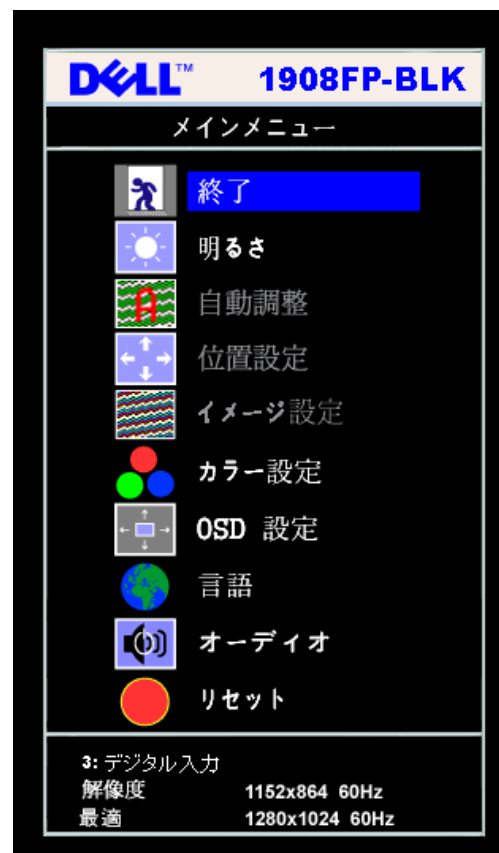 DELL™ 1908FP-BLK
メインメニュー
終了
明るさ
自動調整
位置設定
イメージ設定
カラー設定
OSD 設定
言語
オーディオ
リセット
3: デジタル入力
解像度 1152x864 60Hz
最適 1280x1024 60Hz